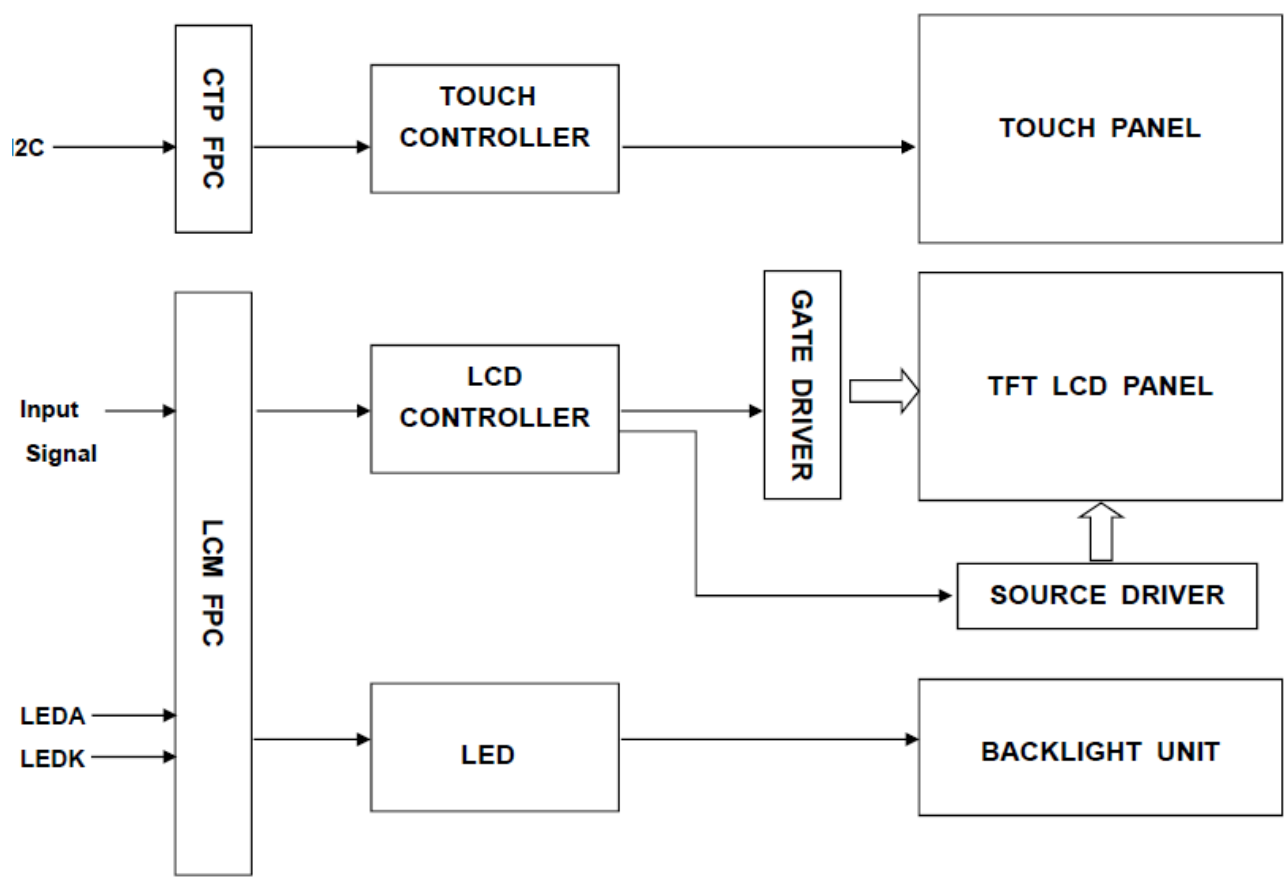 CTP FPC
TOUCH
CONTROLLER
TOUCH PANEL
I2C
GATE DRIVER
LCD
CONTROLLER
TFT LCD PANEL
Input
Signal
LCM FPC
SOURCE DRIVER
LEDA
LEDK
LED
BACKLIGHT UNIT